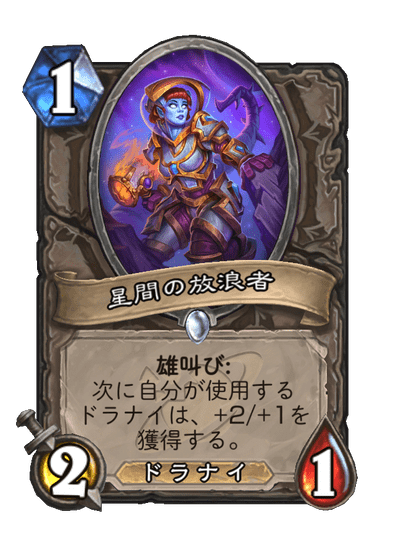 1
星間の放浪者
雄叫び:
次に自分が使用する
ドラナイは、+2/+1を
獲得する。
2
ドラナイ
1